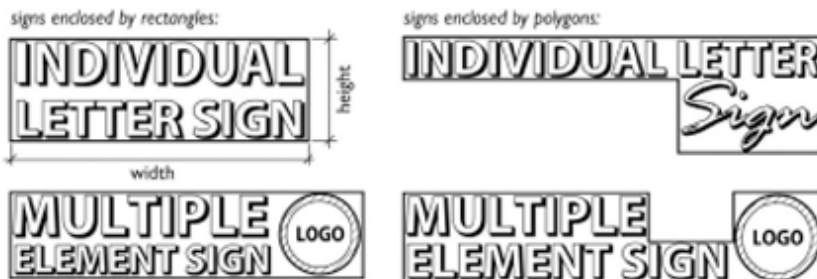 signs enclosed by rectangles:
INDIVIDUAL
LETTER SIGN
height
width
MULTIPLE
ELEMENT SIGN
LOGO
signs enclosed by polygons:
INDIVIDUAL LETTER
Sign
MULTIPLE
ELEMENT SIGN
LOGO